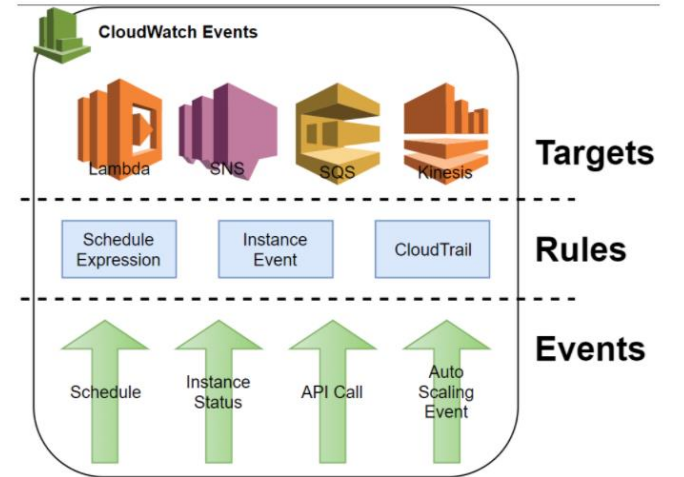 CloudWatch Events
Lambda
SNS
SQS
Kinesis
Targets
Schedule
Expression
Instance
Event
CloudTrail
Rules
Events
Schedule
Instance
Status
API Call
Auto
Scaling
Event